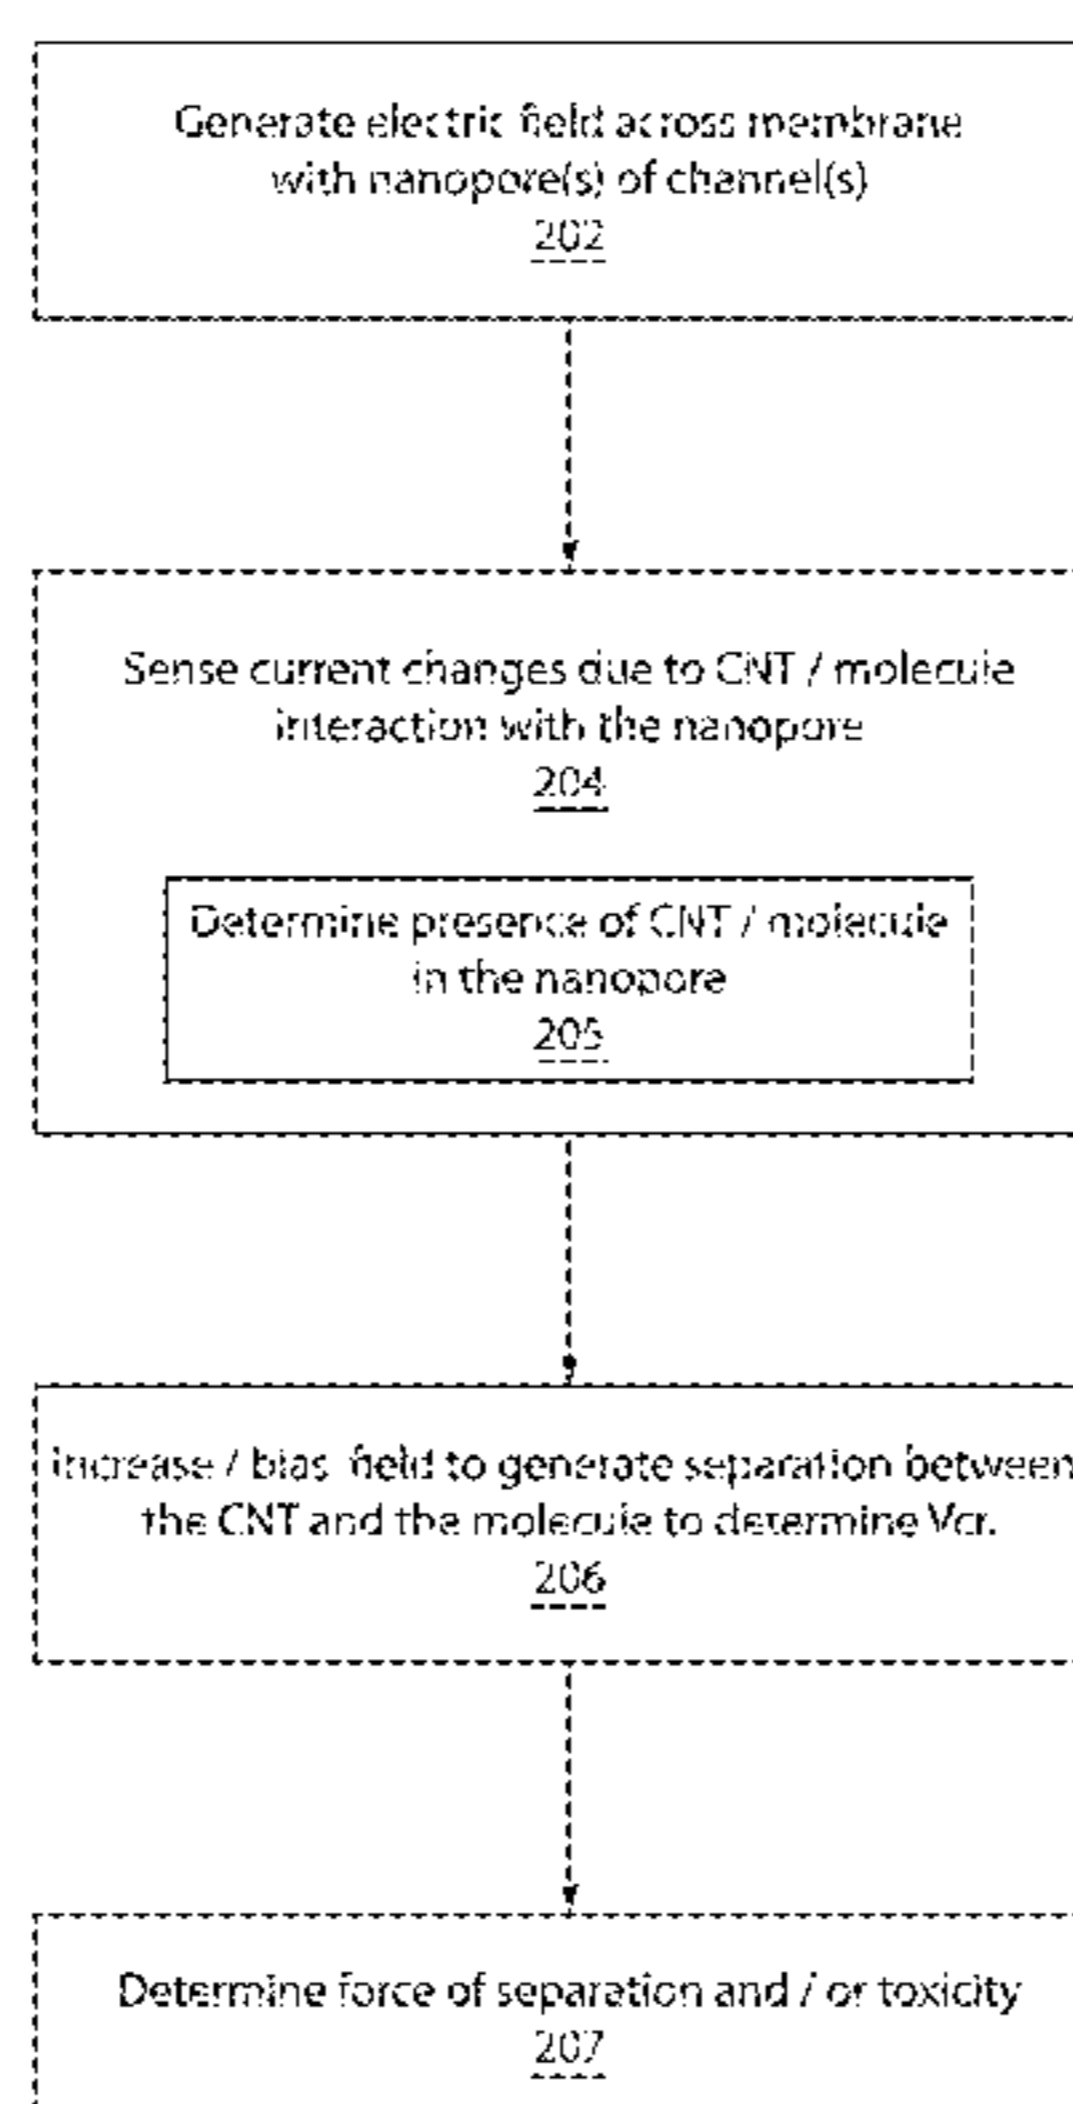 Generate electric field across membrane
with nanopore(s) of channel(s)
202
Sense current changes due to CNT / molecule
interaction with the nanopore
204
Determine presence of CNT / molecule
in the nanopore
205
Increase / bias field to generate separation between
the CNT and the molecule to determine Vcr.
206
Determine force of separation and / or toxicity
207